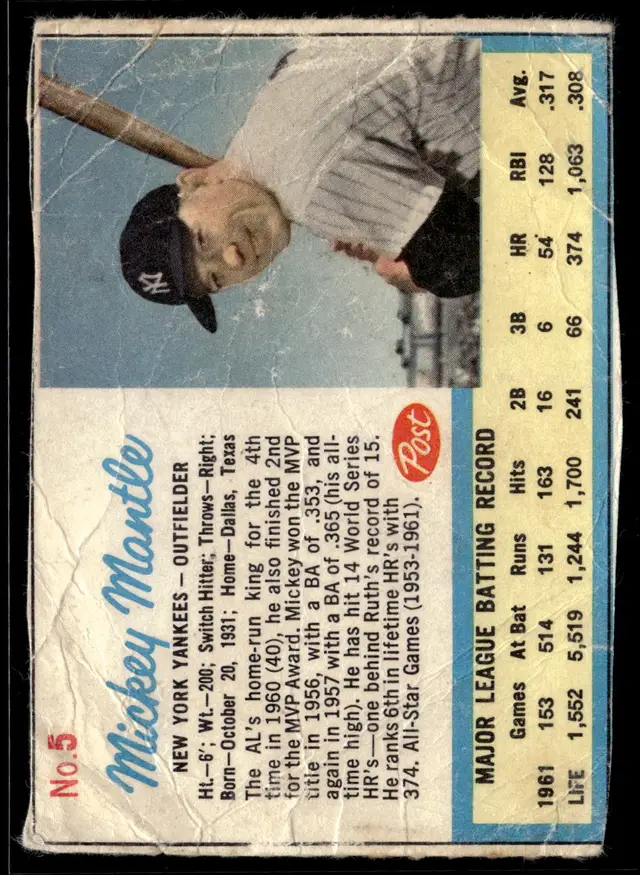 No.5
Mickey Mantle
NEW YORK YANKEES – OUTFIELDER
Ht.–6'; Wt.–200; Switch Hitter; Throws–Right;
Born–October 20, 1931; Home–Dallas, Texas
The AL's home-run king for the 4th
time in 1960 (40), he also finished 2nd
for the MVP Award. Mickey won the MVP
title in 1956, with a BA of .353, and
again in 1957 with a BA of .365 (his all-
time high). He has hit 14 World Series
HR's—one behind Ruth's record of 15.
He ranks 6th in lifetime HR's with
374. All-Star Games (1953-1961).
Post
NY
MAJOR LEAGUE BATTING RECORD
Games At Bat Runs Hits 2B 3B HR RBI Avg.
1961 153 514 131 163 16 6 54 128 .317
LIFE 1,552 5,519 1,244 1,700 241 66 374 1,063 .308